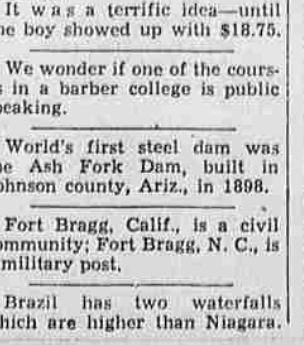 It was a terrific idea—until
he boy showed up with $18.75.
We wonder if one of the cours-
s in a barber college is public
peaking.
World's first steel dam was
he Ash Fork Dam, built in
ohnson county, Ariz., in 1898.
Fort Bragg, Calif., is a civil
ommunity; Fort Bragg, N. C., is
military post.
Brazil has two waterfalls
hich are higher than Niagara.